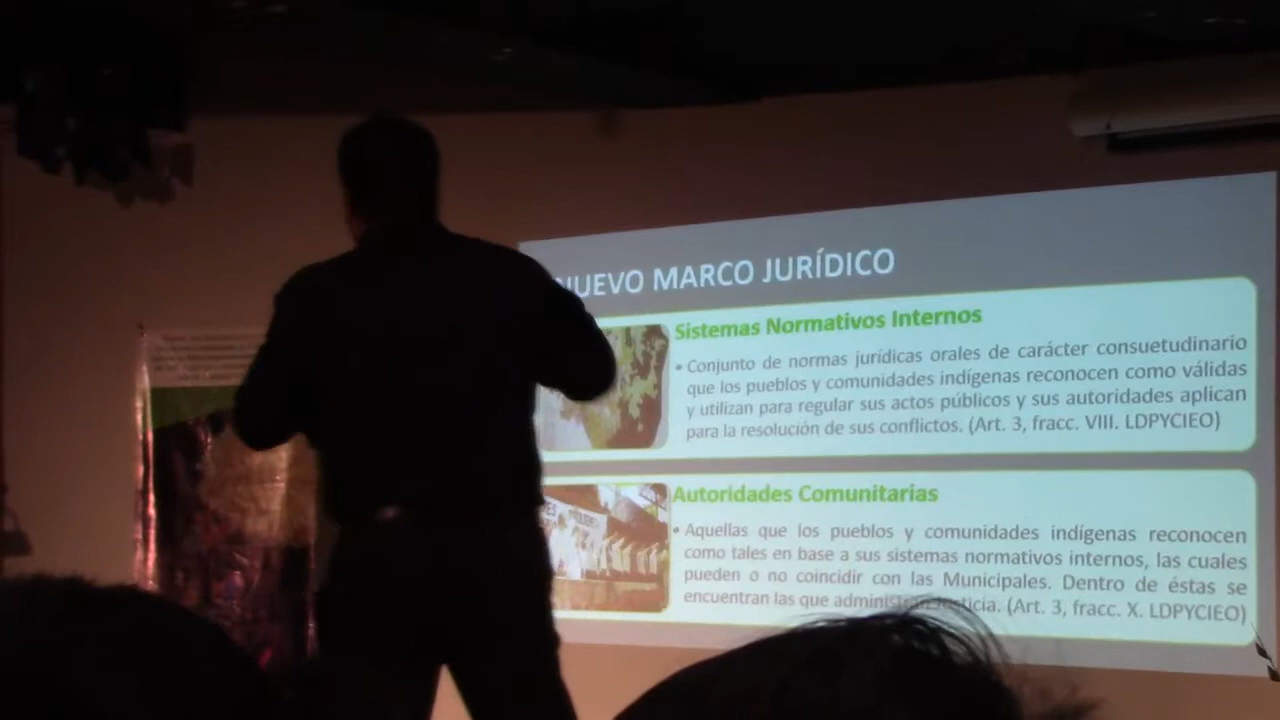 NUEVO MARCO JURÍDICO
Sistemas Normativos Internos
• Conjunto de normas jurídicas orales de carácter consuetudinario
que los pueblos y comunidades indígenas reconocen como válidas
y utilizan para regular sus actos públicos y sus autoridades aplican
para la resolución de sus conflictos. (Art. 3, fracc. VIII. LDPYCIEO)
Autoridades Comunitarias
• Aquellas que los pueblos y comunidades indígenas reconocen
como tales en base a sus sistemas normativos internos, las cuales
pueden o no coincidir con las Municipales. Dentro de éstas se
encuentran las que administran justicia. (Art. 3, fracc. X. LDPYCIEO)